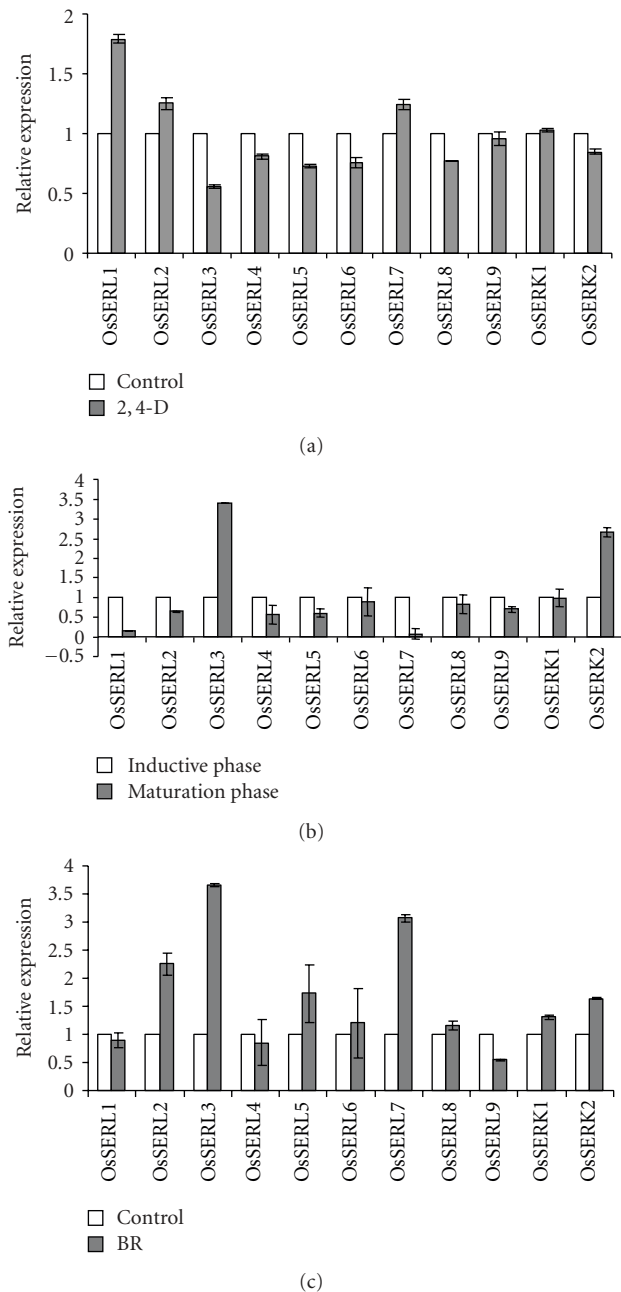 2
1.5
1
0.5
0
Relative expression
OsSERL1
OsSERL2
OsSERL3
OsSERL4
OsSERL5
OsSERL6
OsSERL7
OsSERL8
OsSERL9
OsSERK1
OsSERK2
Control
2, 4-D
(a)
4
3.5
2.5
2
1.5
1
0.5
0
−0.5
Relative expression
OsSERL1
OsSERL2
OsSERL3
OsSERL4
OsSERL5
OsSERL6
OsSERL7
OsSERL8
OsSERL9
OsSERK1
OsSERK2
Inductive phase
Maturation phase
(b)
4
3.5
3
2.5
2
1.5
1
0.5
0
Relative expression
OsSERL1
OsSERL2
OsSERL3
OsSERL4
OsSERL5
OsSERL6
OsSERL7
OsSERL8
OsSERL9
OsSERK1
OsSERK2
Control
BR
(c)